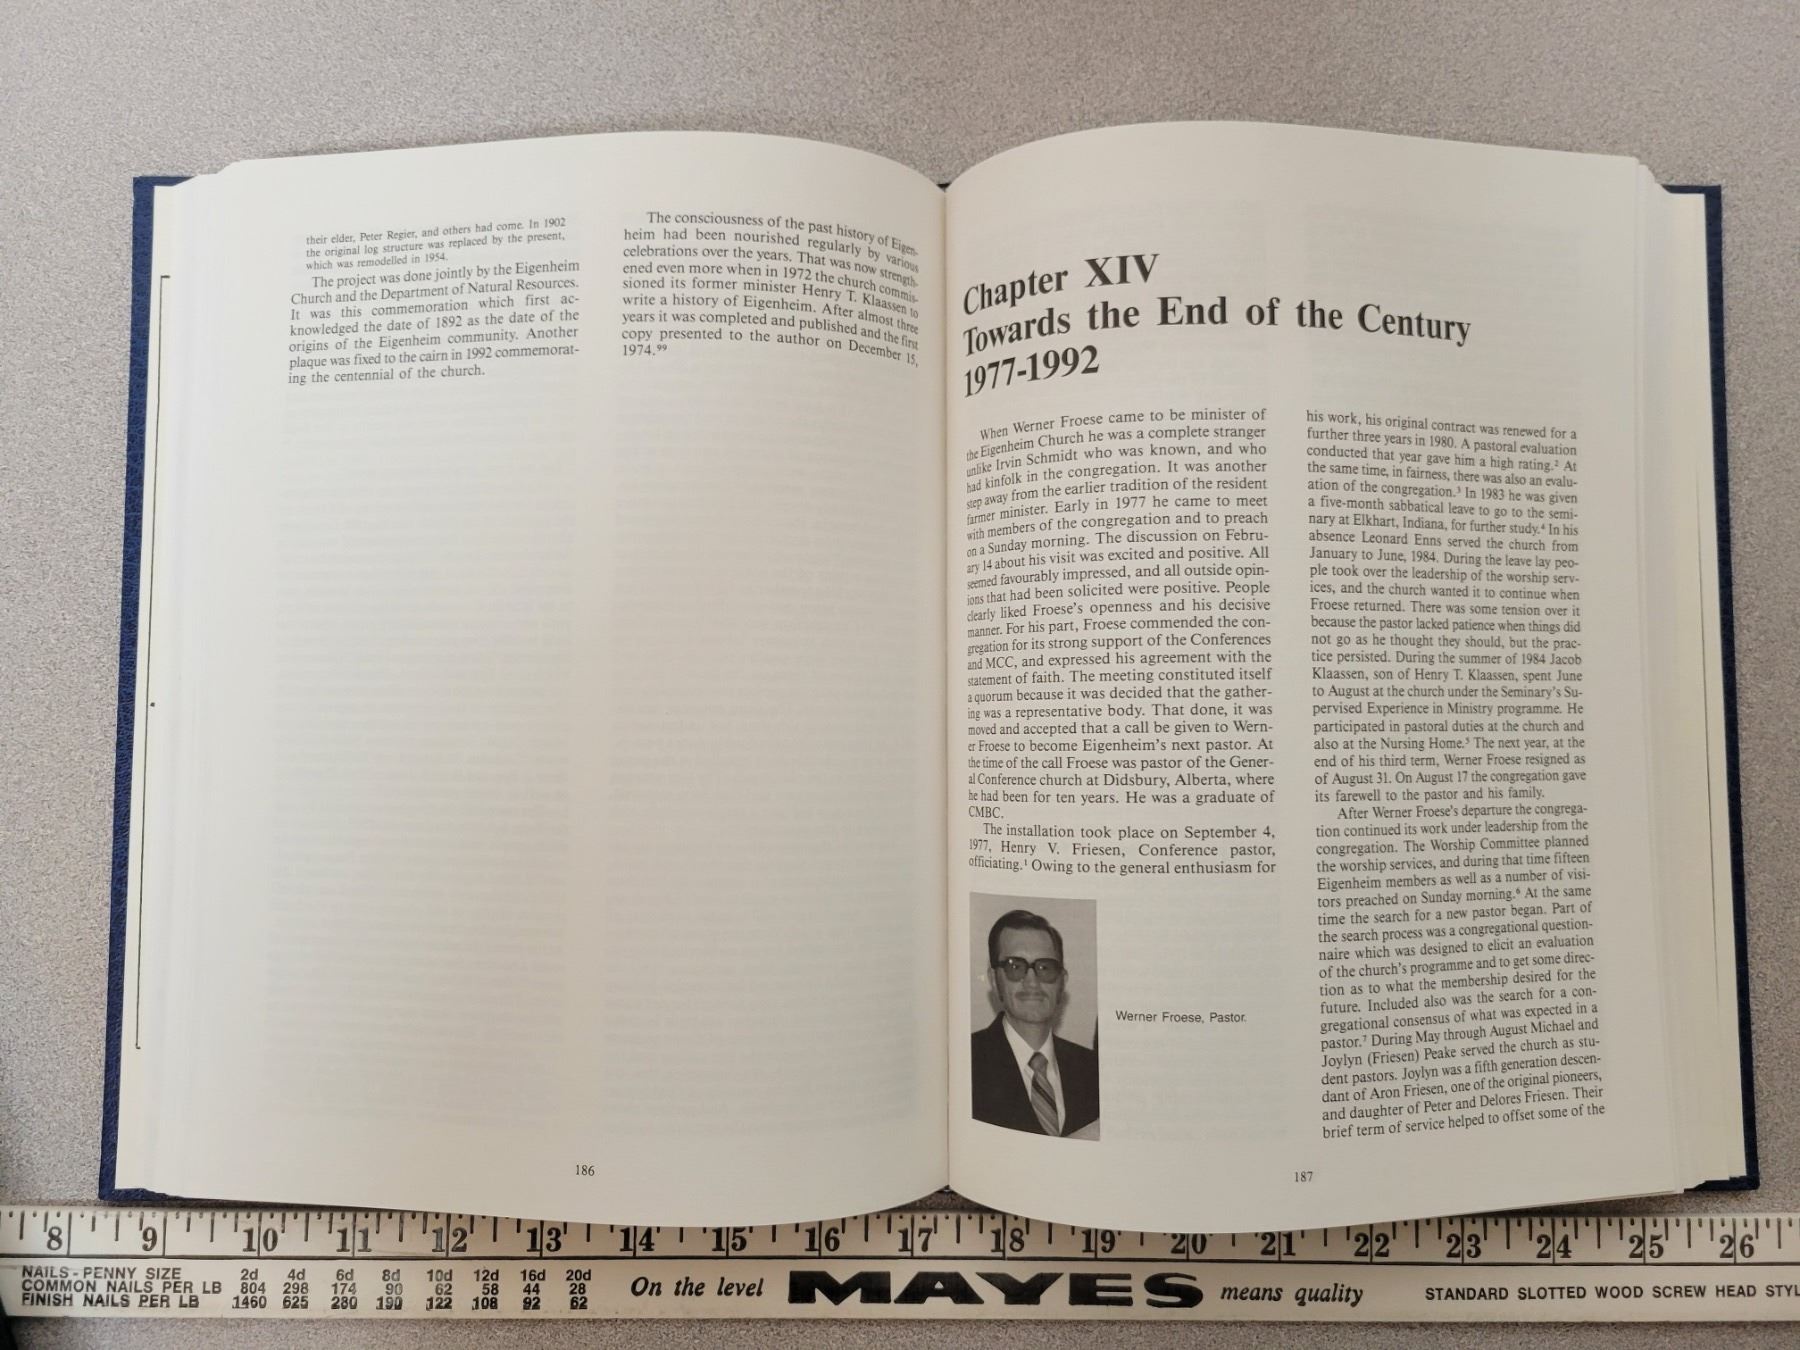 their elder, Peter Regier, and others had come. In 1902
the original log structure was replaced by the present,
which was remodelled in 1954.
The project was done jointly by the Eigenheim
Church and the Department of Natural Resources.
It was this commemoration which first ac-
knowledged the date of 1892 as the date of the
origins of the Eigenheim community. Another
plaque was fixed to the cairn in 1992 commemorat-
ing the centennial of the church.
The consciousness of the past history of Eigen-
heim had been nourished regularly by various
celebrations over the years. That was now strength-
ened even more when in 1972 the church commis-
sioned its former minister Henry T. Klaassen to
write a history of Eigenheim. After almost three
years it was completed and published and the first
copy presented to the author on December 15,
1974.⁹⁹
186
Chapter XIV
Towards the End of the Century
1977-1992
When Werner Froese came to be minister of
the Eigenheim Church he was a complete stranger
unlike Irvin Schmidt who was known, and who
had kinfolk in the congregation. It was another
step away from the earlier tradition of the resident
farmer minister. Early in 1977 he came to meet
with members of the congregation and to preach
on a Sunday morning. The discussion on Febru-
ary 14 about his visit was excited and positive. All
seemed favourably impressed, and all outside opin-
ions that had been solicited were positive. People
clearly liked Froese's openness and his decisive
manner. For his part, Froese commended the con-
gregation for its strong support of the Conferences
and MCC, and expressed his agreement with the
statement of faith. The meeting constituted itself
a quorum because it was decided that the gather-
ing was a representative body. That done, it was
moved and accepted that a call be given to Wern-
er Froese to become Eigenheim's next pastor. At
the time of the call Froese was pastor of the Gener-
al Conference church at Didsbury, Alberta, where
he had been for ten years. He was a graduate of
CMBC.
The installation took place on September 4,
1977, Henry V. Friesen, Conference pastor,
officiating.¹ Owing to the general enthusiasm for
Werner Froese, Pastor.
his work, his original contract was renewed for a
further three years in 1980. A pastoral evaluation
conducted that year gave him a high rating.² At
the same time, in fairness, there was also an evalu-
ation of the congregation.³ In 1983 he was given
a five-month sabbatical leave to go to the semi-
nary at Elkhart, Indiana, for further study.⁴ In his
absence Leonard Enns served the church from
January to June, 1984. During the leave lay peo-
ple took over the leadership of the worship serv-
ices, and the church wanted it to continue when
Froese returned. There was some tension over it
because the pastor lacked patience when things did
not go as he thought they should, but the prac-
tice persisted. During the summer of 1984 Jacob
Klaassen, son of Henry T. Klaassen, spent June
to August at the church under the Seminary's Su-
pervised Experience in Ministry programme. He
participated in pastoral duties at the church and
also at the Nursing Home.⁵ The next year, at the
end of his third term, Werner Froese resigned as
of August 31. On August 17 the congregation gave
its farewell to the pastor and his family.
After Werner Froese's departure the congrega-
tion continued its work under leadership from the
congregation. The Worship Committee planned
the worship services, and during that time fifteen
Eigenheim members as well as a number of visi-
tors preached on Sunday morning.⁶ At the same
time the search for a new pastor began. Part of
the search process was a congregational question-
naire which was designed to elicit an evaluation
of the church's programme and to get some direc-
tion as to what the membership desired for the
future. Included also was the search for a con-
gregational consensus of what was expected in a
pastor.⁷ During May through August Michael and
Joylyn (Friesen) Peake served the church as stu-
dent pastors. Joylyn was a fifth generation descen-
dant of Aron Friesen, one of the original pioneers,
and daughter of Peter and Delores Friesen. Their
brief term of service helped to offset some of the
187
8 9 10 11 12 13 14 15 16 17 18 19 20 21 22 23 24 25 26
NAILS - PENNY SIZE 2d 4d 6d 8d 10d 12d 16d 20d
COMMON NAILS PER LB 804 298 174 90 62 58 44 28
FINISH NAILS PER LB 1460 625 280 190 122 108 92 62
On the level MAYES means quality
STANDARD SLOTTED WOOD SCREW HEAD STYL